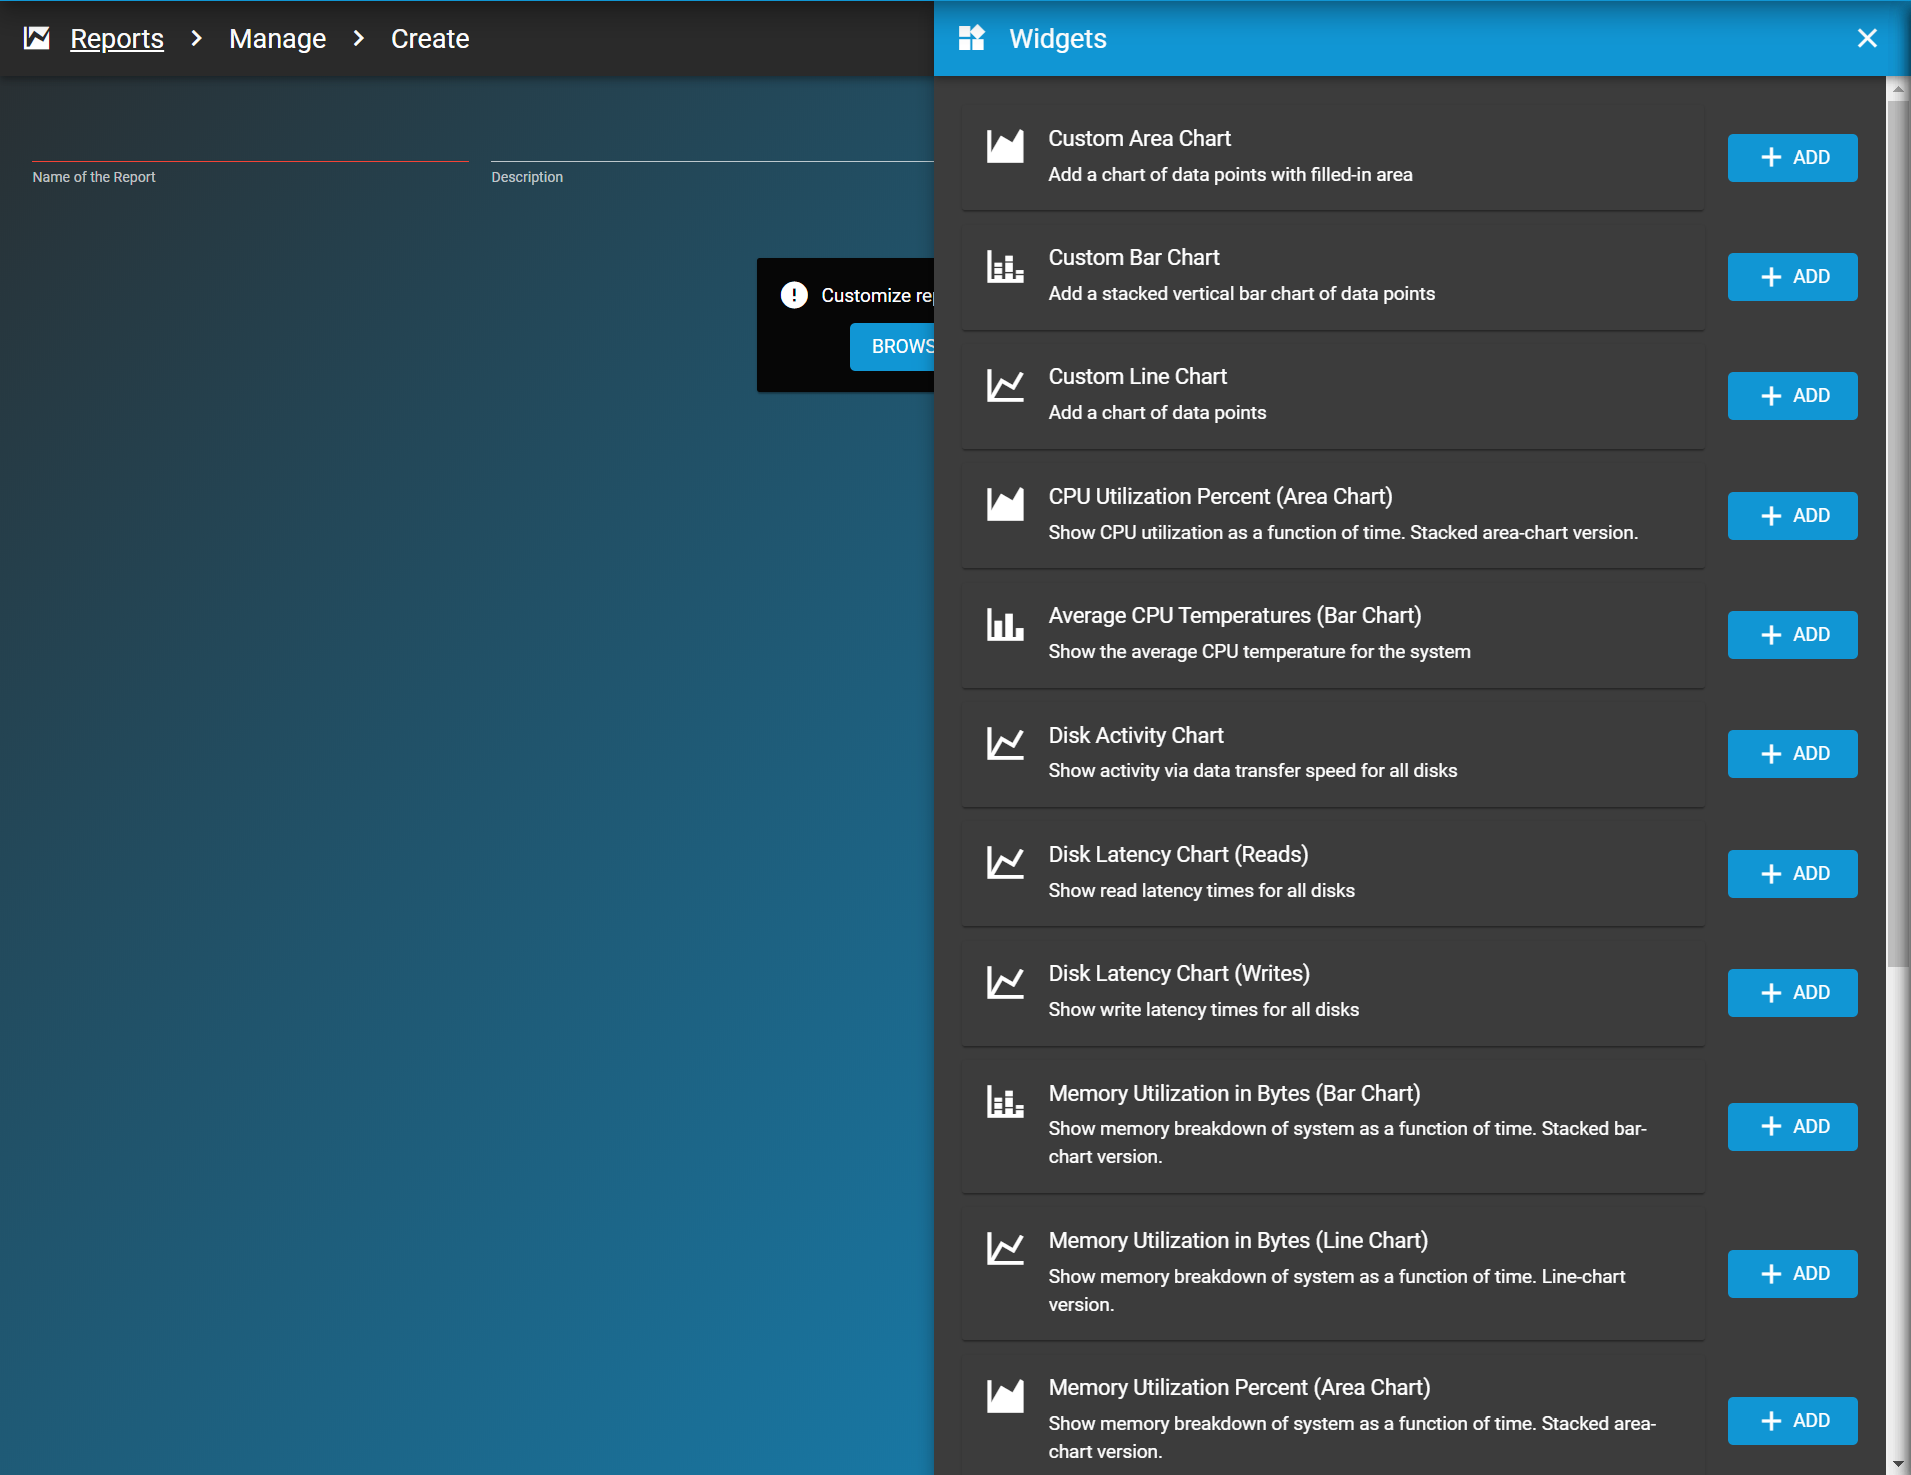 Reports > Manage > Create
Widgets
Name of the Report
Description
Customize
BROWS
Custom Area Chart
Add a chart of data points with filled-in area
ADD
Custom Bar Chart
Add a stacked vertical bar chart of data points
ADD
Custom Line Chart
Add a chart of data points
ADD
CPU Utilization Percent (Area Chart)
Show CPU utilization as a function of time. Stacked area-chart version.
ADD
Average CPU Temperatures (Bar Chart)
Show the average CPU temperature for the system
ADD
Disk Activity Chart
Show activity via data transfer speed for all disks
ADD
Disk Latency Chart (Reads)
Show read latency times for all disks
ADD
Disk Latency Chart (Writes)
Show write latency times for all disks
ADD
Memory Utilization in Bytes (Bar Chart)
Show memory breakdown of system as a function of time. Stacked bar-
chart version.
ADD
Memory Utilization in Bytes (Line Chart)
Show memory breakdown of system as a function of time. Line-chart
version.
ADD
Memory Utilization Percent (Area Chart)
Show memory breakdown of system as a function of time. Stacked area-
chart version.
ADD